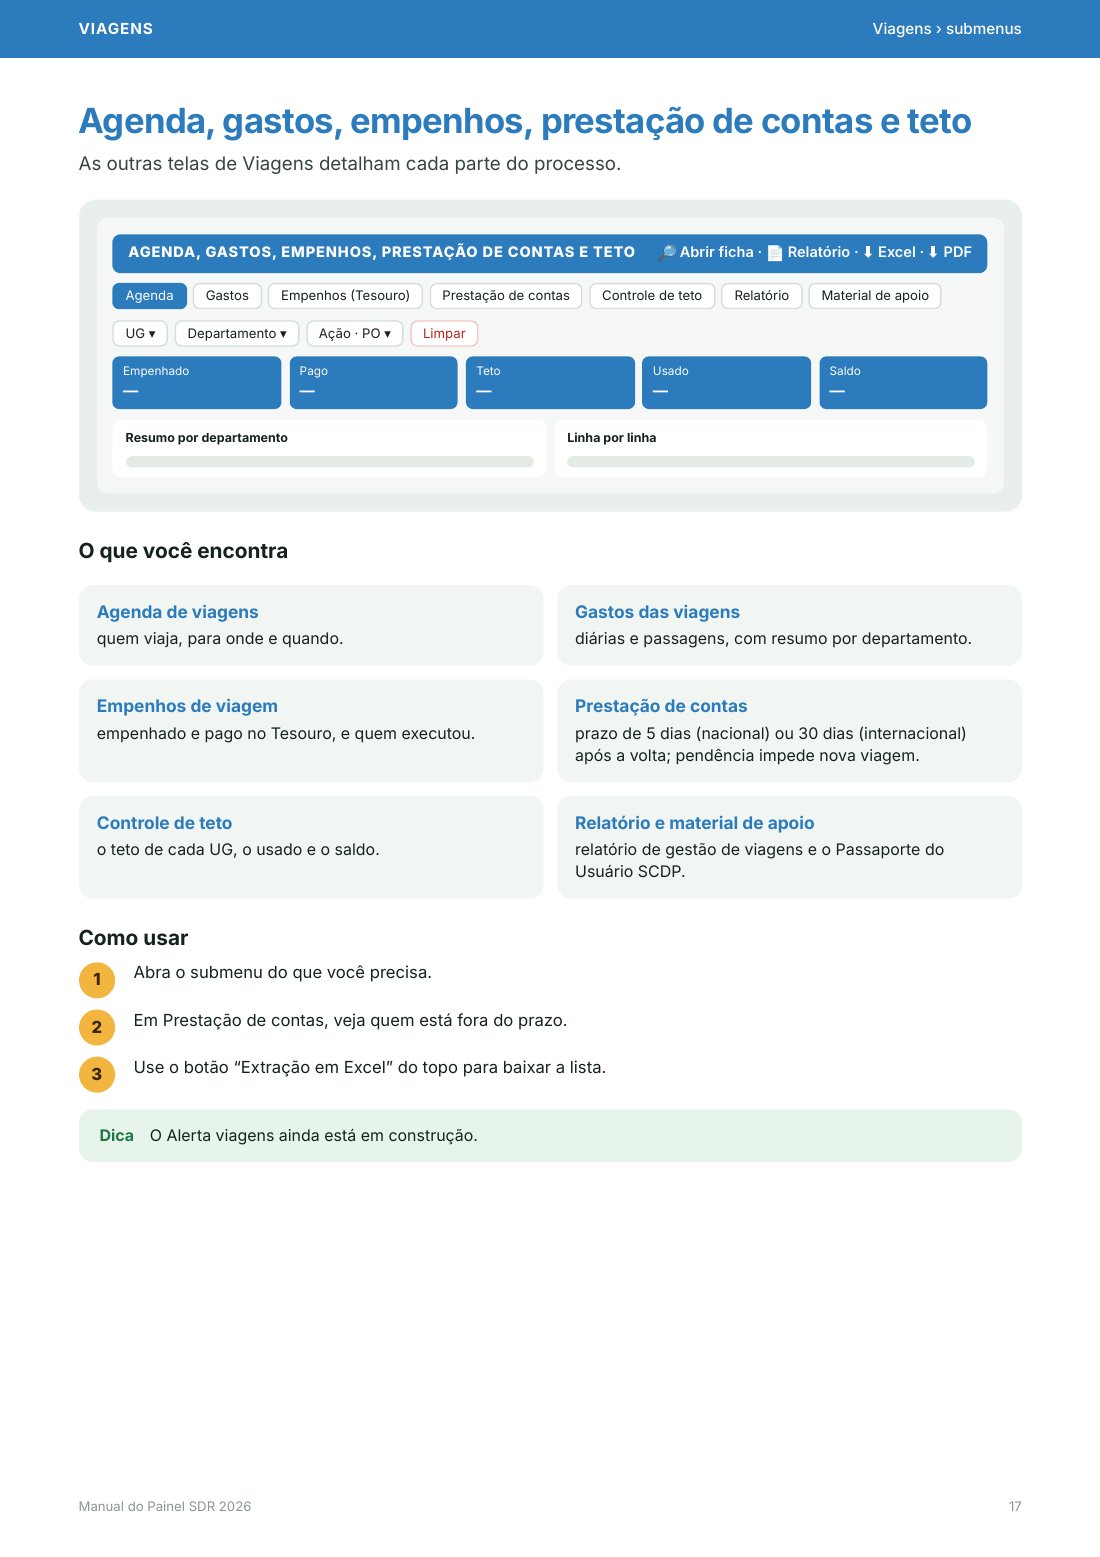 VIAGENS
Viagens › submenus
Agenda, gastos, empenhos, prestação de contas e teto
As outras telas de Viagens detalham cada parte do processo.
AGENDA, GASTOS, EMPENHOS, PRESTAÇÃO DE CONTAS E TETO
🔎 Abrir ficha · 📄 Relatório · ⬇ Excel · ⬇ PDF
Agenda
Gastos
Empenhos (Tesouro)
Prestação de contas
Controle de teto
Relatório
Material de apoio
UG ▾
Departamento ▾
Ação · PO ▾
Limpar
Empenhado
—
Pago
—
Teto
—
Usado
—
Saldo
—
Resumo por departamento
Linha por linha
O que você encontra
Agenda de viagens
quem viaja, para onde e quando.
Gastos das viagens
diárias e passagens, com resumo por departamento.
Empenhos de viagem
empenhado e pago no Tesouro, e quem executou.
Prestação de contas
prazo de 5 dias (nacional) ou 30 dias (internacional)
após a volta; pendência impede nova viagem.
Controle de teto
o teto de cada UG, o usado e o saldo.
Relatório e material de apoio
relatório de gestão de viagens e o Passaporte do
Usuário SCDP.
Como usar
1 Abra o submenu do que você precisa.
2 Em Prestação de contas, veja quem está fora do prazo.
3 Use o botão “Extração em Excel” do topo para baixar a lista.
Dica O Alerta viagens ainda está em construção.
Manual do Painel SDR 2026
17